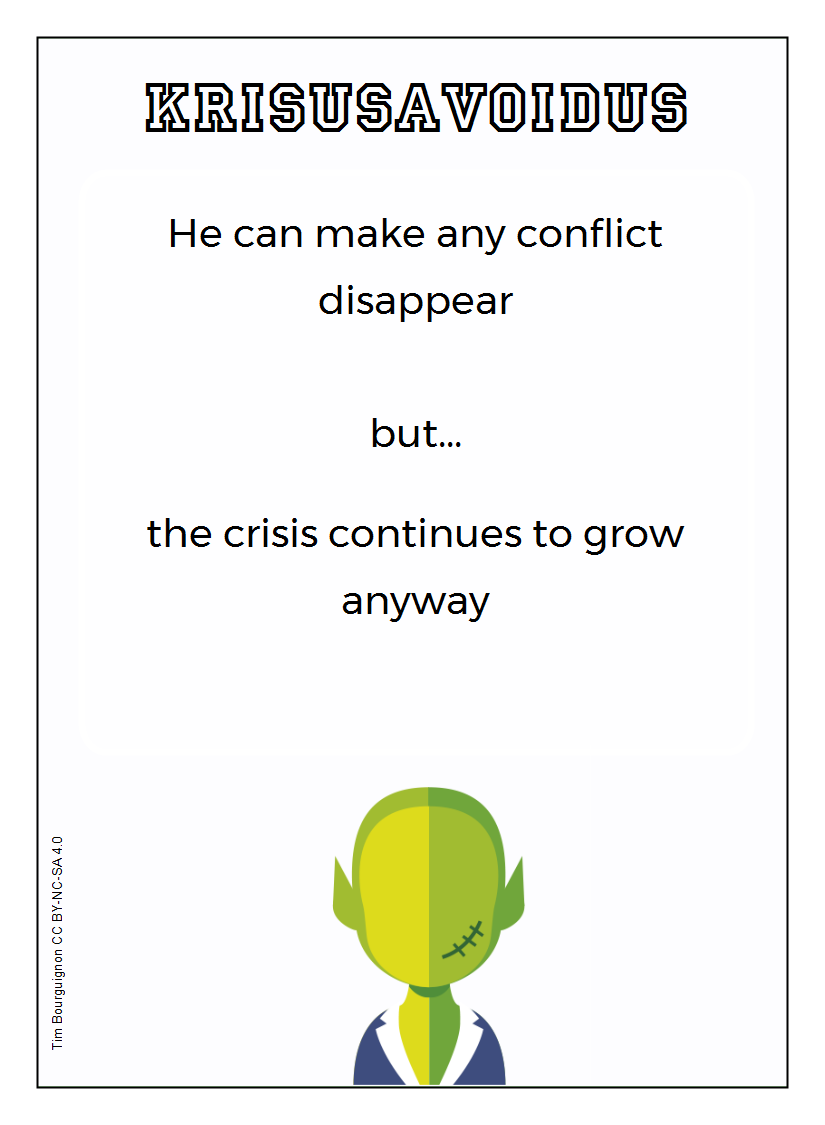 KRISUSAVOIDUS
He can make any conflict
disappear
but...
the crisis continues to grow
anyway
Tim Bourguignon CC BY-NC-SA 4.0